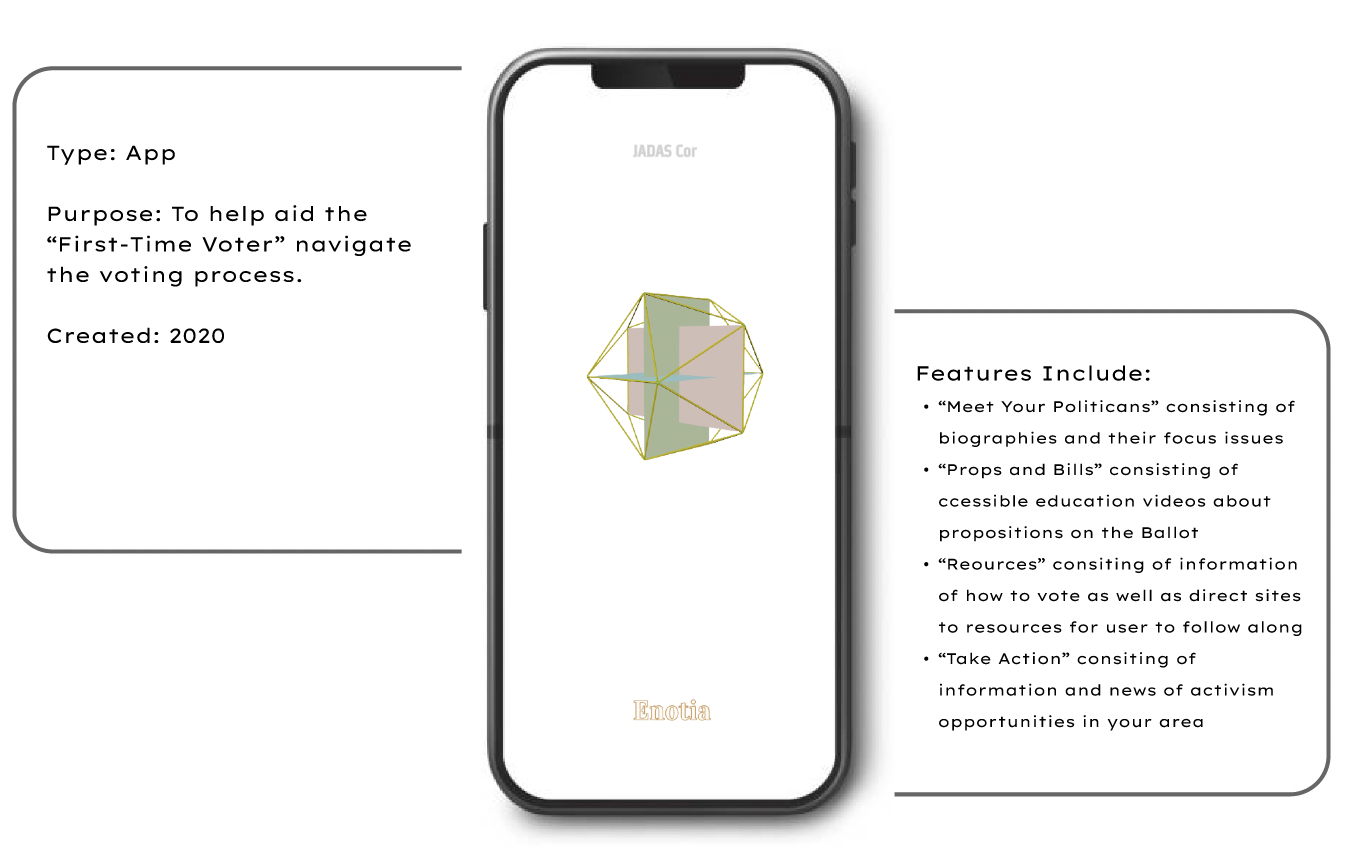 Type: App
Purpose: To help aid the
“First-Time Voter” navigate
the voting process.
Created: 2020
JADAS Cor
Enotia
Features Include:
• “Meet Your Politicans” consisting of
biographies and their focus issues
• “Props and Bills” consisting of
ccessible education videos about
propositions on the Ballot
• “Reources” consiting of information
of how to vote as well as direct sites
to resources for user to follow along
• “Take Action” consiting of
information and news of activism
opportunities in your area